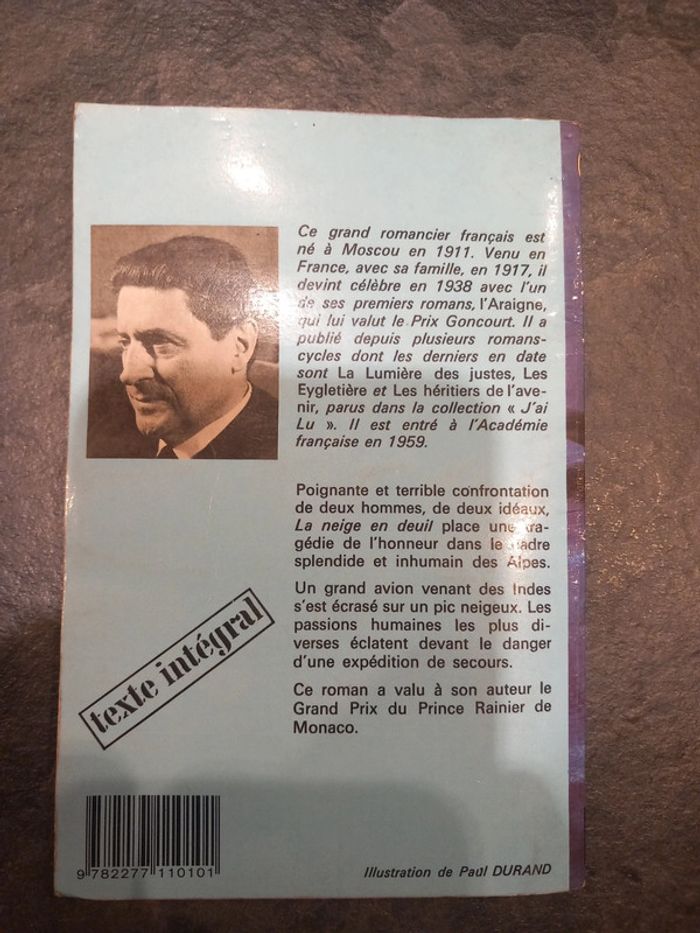 Ce grand romancier français est
né à Moscou en 1911. Venu en
France, avec sa famille, en 1917, il
devint célèbre en 1938 avec l'un
de ses premiers romans, l'Araigne,
qui lui valut le Prix Goncourt. Il a
publié depuis plusieurs romans-
cycles dont les derniers en date
sont La Lumière des justes, Les
Eygletière et Les héritiers de l'ave-
nir, parus dans la collection « J'ai
Lu ». Il est entré à l'Académie
française en 1959.
Poignante et terrible confrontation
de deux hommes, de deux idéaux,
La neige en deuil place une tra-
gédie de l'honneur dans le cadre
splendide et inhumain des Alpes.
Un grand avion venant des Indes
s'est écrasé sur un pic neigeux. Les
passions humaines les plus di-
verses éclatent devant le danger
d'une expédition de secours.
Ce roman a valu à son auteur le
Grand Prix du Prince Rainier de
Monaco.
texte intégral
9 782277 110101
Illustration de Paul DURAND